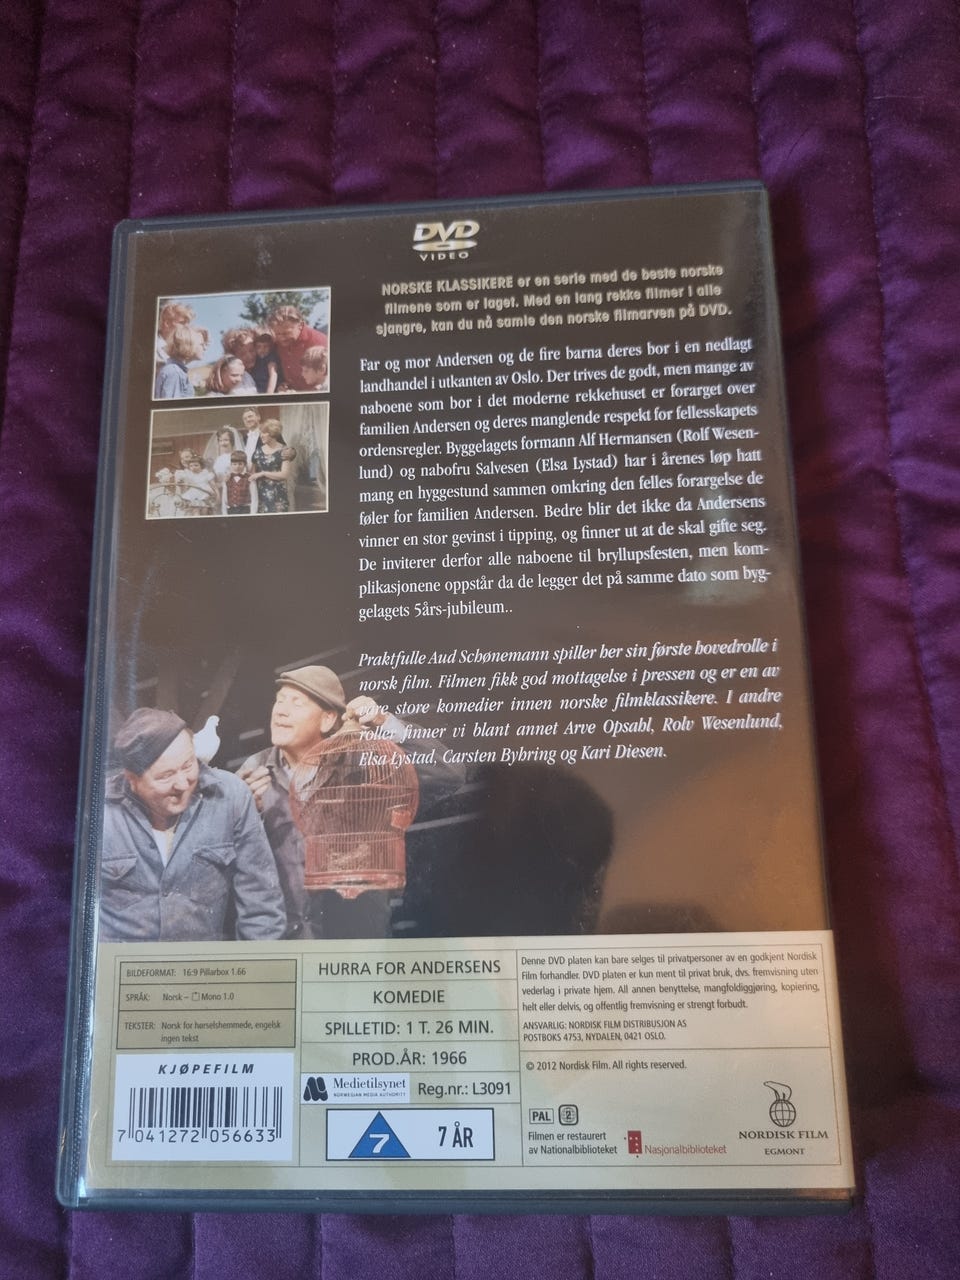 DVD
VIDEO
NORSKE KLASSIKERE er en serie med de beste norske
filmene som er laget. Med en lang rekke filmer i alle
sjangre, kan du nå samle den norske filmarven på DVD.
Far og mor Andersen og de fire barna deres bor i en nedlagt
landhandel i utkanten av Oslo. Der trives de godt, men mange av
naboene som bor i det moderne rekkehuset er forarget over
familien Andersen og deres manglende respekt for fellesskapets
ordensregler. Byggelagets formann Alf Hermansen (Rolf Wesen-
lund) og nabofru Salvesen (Elsa Lystad) har i årenes løp hatt
mang en hyggestund sammen omkring den felles forargelse de
føler for familien Andersen. Bedre blir det ikke da Andersens
vinner en stor gevinst i tipping, og finner ut at de skal gifte seg.
De inviterer derfor alle naboene til bryllupsfesten, men kom-
plikasjonene oppstår da de legger det på samme dato som byg-
gelagets 5års-jubileum..
Praktfulle Aud Schønemann spiller her sin første hovedrolle i
norsk film. Filmen fikk god mottagelse i pressen og er en av
våre store komedier innen norske filmklassikere. I andre
roller finner vi blant annet Arve Opsahl, Rolv Wesenlund,
Elsa Lystad, Carsten Byhring og Kari Diesen.
BILDEFORMAT: 16:9 Pillarbox 1.66
SPRÅK: Norsk – Mono 1.0
TEKSTER: Norsk for hørselshemmede, engelsk
ingen tekst
KJØPEFILM
7 041272 056633
HURRA FOR ANDERSENS
KOMEDIE
SPILLETID: 1 T. 26 MIN.
PROD.ÅR: 1966
Medietilsynet
NORWEGIAN MEDIA AUTHORITY
Reg.nr.: L3091
7 7 ÅR
Denne DVD platen kan bare selges til privatpersoner av en godkjent Nordisk
Film forhandler. DVD platen er kun ment til privat bruk, dvs. fremvisning uten
vederlag i private hjem. All annen benyttelse, mangfoldiggjøring, kopiering,
helt eller delvis, og offentlig fremvisning er strengt forbudt.
ANSVARLIG: NORDISK FILM DISTRIBUSJON AS
POSTBOKS 4753, NYDALEN, 0421 OSLO.
© 2012 Nordisk Film. All rights reserved.
PAL 2
Filmen er restaurert
av Nationalbiblioteket
Nasjonalbiblioteket
NORDISK FILM
EGMONT